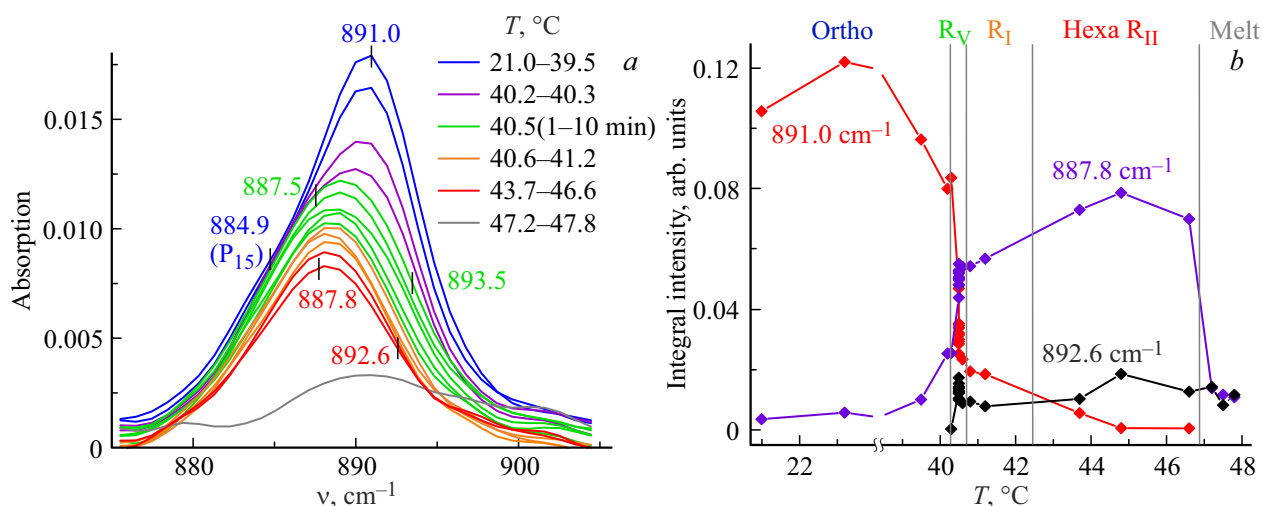 891.0
T, °C
a
21.0–39.5
40.2–40.3
40.5(1–10 min)
40.6–41.2
43.7–46.6
47.2–47.8
887.5
884.9
(P15)
893.5
887.8
892.6
Absorption
0.015
0.010
0.005
0
880
890
900
ν, cm–1
Ortho
RV
RI
Hexa RII
Melt
b
891.0 cm–1
887.8 cm–1
892.6 cm–1
Integral intensity, arb. units
0.12
0.08
0.04
0
22
40
42
44
46
48
T, °C